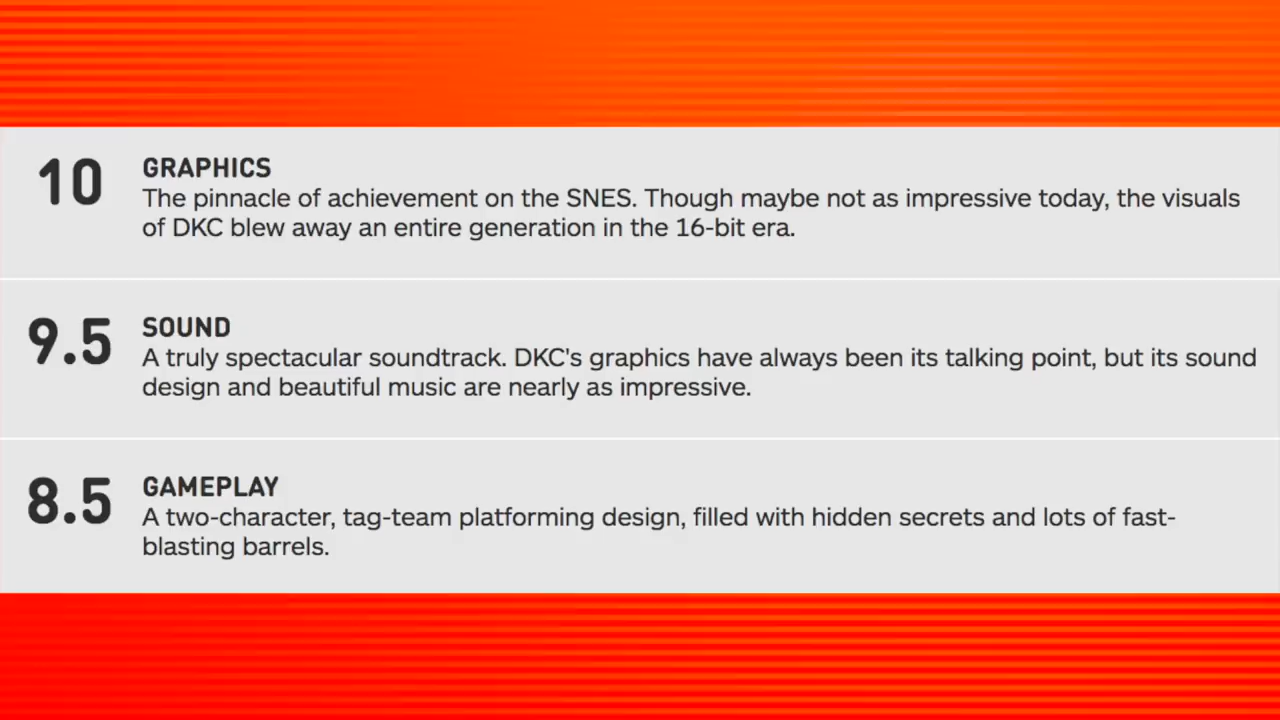 10
GRAPHICS
The pinnacle of achievement on the SNES. Though maybe not as impressive today, the visuals
of DKC blew away an entire generation in the 16-bit era.
9.5
SOUND
A truly spectacular soundtrack. DKC's graphics have always been its talking point, but its sound
design and beautiful music are nearly as impressive.
8.5
GAMEPLAY
A two-character, tag-team platforming design, filled with hidden secrets and lots of fast-
blasting barrels.